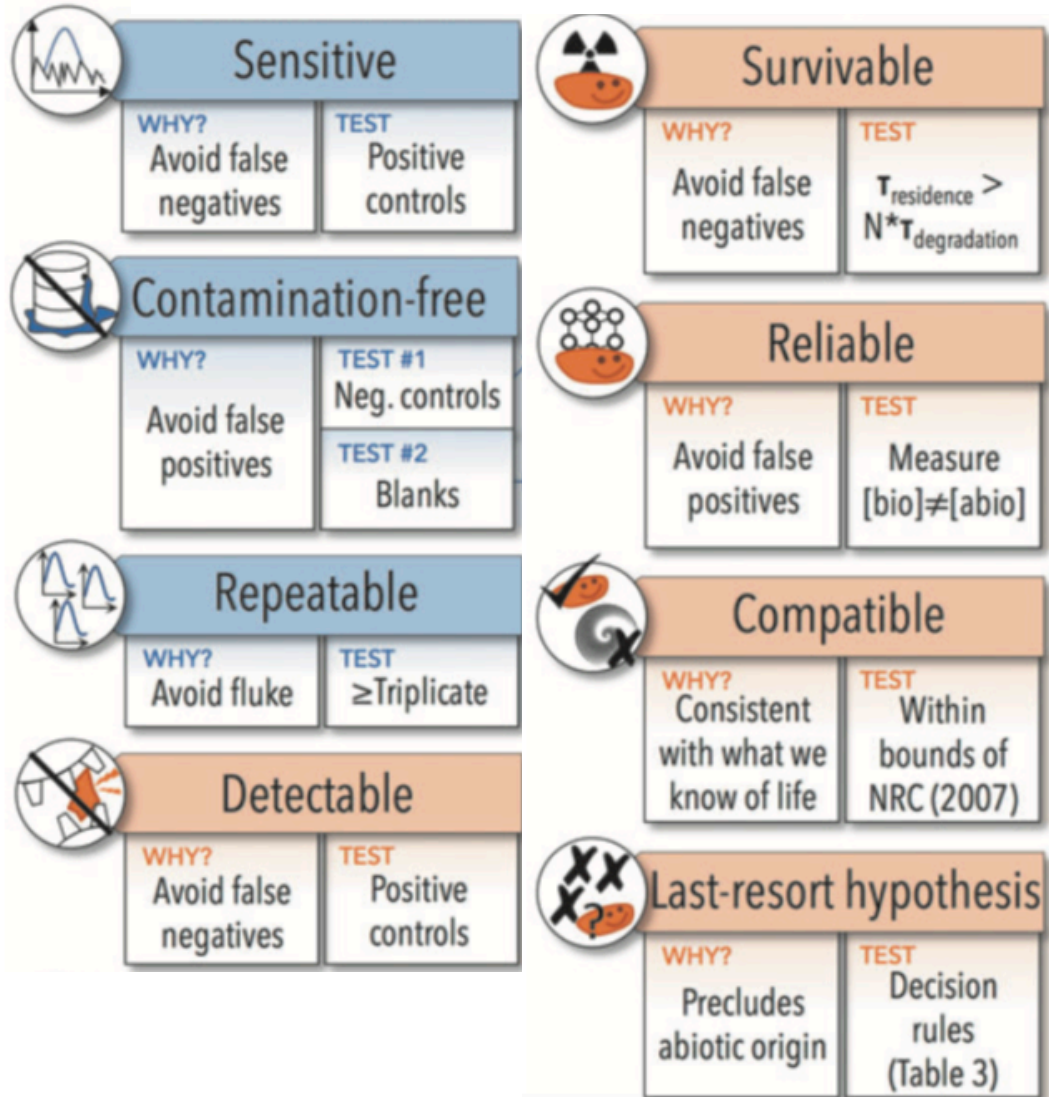 Sensitive
WHY?
Avoid false
negatives
TEST
Positive
controls
Contamination-free
WHY?
Avoid false
positives
TEST #1
Neg. controls
TEST #2
Blanks
Repeatable
WHY?
Avoid fluke
TEST
≥Triplicate
Detectable
WHY?
Avoid false
negatives
TEST
Positive
controls
Survivable
WHY?
Avoid false
negatives
TEST
τresidence >
N*τdegradation
Reliable
WHY?
Avoid false
positives
TEST
Measure
[bio]≠[abio]
Compatible
WHY?
Consistent
with what we
know of life
TEST
Within
bounds of
NRC (2007)
?
Last-resort hypothesis
WHY?
Precludes
abiotic origin
TEST
Decision
rules
(Table 3)